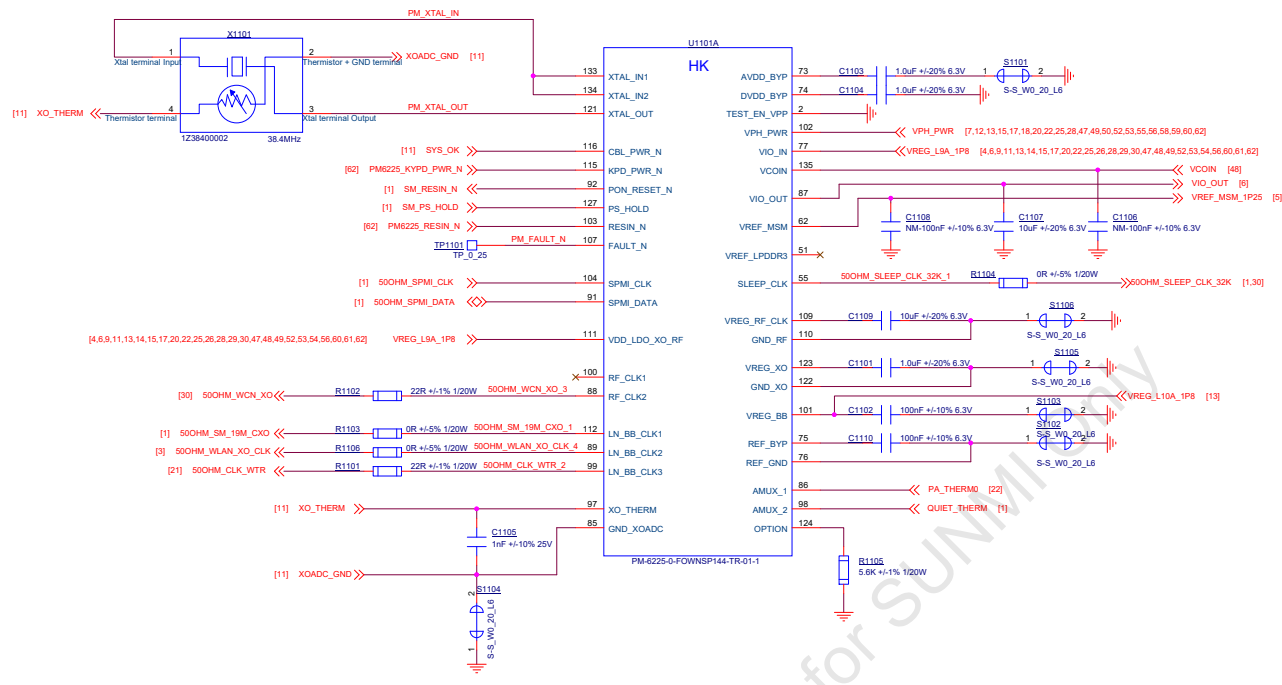 PM_XTAL_IN
X1101
1 2
Xtal terminal Input Thermistor + GND terminal
XOADC_GND [11]
[11] XO_THERM
4 3
Thermistor terminal Xtal terminal Output
PM_XTAL_OUT
1Z38400002 38.4MHz
U1101A
HK
133 XTAL_IN1
134 XTAL_IN2
121 XTAL_OUT
[11] SYS_OK 116 CBL_PWR_N
[62] PM6225_KYPD_PWR_N 115 KPD_PWR_N
[1] SM_RESIN_N 92 PON_RESET_N
[1] SM_PS_HOLD 127 PS_HOLD
[62] PM6225_RESIN_N 103 RESIN_N
TP1101 PM_FAULT_N 107 FAULT_N
TP_0_25
[1] 50OHM_SPMI_CLK 104 SPMI_CLK
[1] 50OHM_SPMI_DATA 91 SPMI_DATA
[4,6,9,11,13,14,15,17,20,22,25,26,28,29,30,47,48,49,52,53,54,56,60,61,62] VREG_L9A_1P8 111 VDD_LDO_XO_RF
100 RF_CLK1
[30] 50OHM_WCN_XO R1102 22R +/-1% 1/20W 50OHM_WCN_XO_3 88 RF_CLK2
[1] 50OHM_SM_19M_CXO R1103 0R +/-5% 1/20W 50OHM_SM_19M_CXO_1 112 LN_BB_CLK1
[3] 50OHM_WLAN_XO_CLK R1106 0R +/-5% 1/20W 50OHM_WLAN_XO_CLK_4 89 LN_BB_CLK2
[21] 50OHM_CLK_WTR R1101 22R +/-1% 1/20W 50OHM_CLK_WTR_2 99 LN_BB_CLK3
[11] XO_THERM 97 XO_THERM
85 GND_XOADC
C1105
1nF +/-10% 25V
[11] XOADC_GND
2 S1104
1 S-S_W0_20_L6
PM-6225-0-FOWNSP144-TR-01-1
AVDD_BYP 73 C1103 1.0uF +/-20% 6.3V 1 S1101 2
S-S_W0_20_L6
DVDD_BYP 74 C1104 1.0uF +/-20% 6.3V
TEST_EN_VPP 2
VPH_PWR 102 VPH_PWR [7,12,13,15,17,18,20,22,25,28,47,49,50,52,53,55,56,58,59,60,62]
VIO_IN 77 VREG_L9A_1P8 [4,6,9,11,13,14,15,17,20,22,25,26,28,29,30,47,48,49,52,53,54,56,60,61,62]
VCOIN 135 VCOIN [48]
VIO_OUT 87 VIO_OUT [6]
VREF_MSM 62 VREF_MSM_1P25 [5]
C1108 C1107 C1106
NM-100nF +/-10% 6.3V 10uF +/-20% 6.3V NM-100nF +/-10% 6.3V
VREF_LPDDR3 51
SLEEP_CLK 55 50OHM_SLEEP_CLK_32K_1 R1104 0R +/-5% 1/20W 50OHM_SLEEP_CLK_32K [1,30]
VREG_RF_CLK 109 C1109 10uF +/-20% 6.3V 1 S1106 2
S-S_W0_20_L6
GND_RF 110
VREG_XO 123 C1101 1.0uF +/-20% 6.3V 1 S1105 2
S-S_W0_20_L6
GND_XO 122
VREG_L10A_1P8 [13]
VREG_BB 101 C1102 100nF +/-10% 6.3V 1 S1103 2
S-S_W0_20_L6
REF_BYP 75 C1110 100nF +/-10% 6.3V 1 S1102 2
S-S_W0_20_L6
REF_GND 76
AMUX_1 86 PA_THERM0 [22]
AMUX_2 98 QUIET_THERM [1]
OPTION 124
R1105
5.6K +/-1% 1/20W
for SUNMI Only